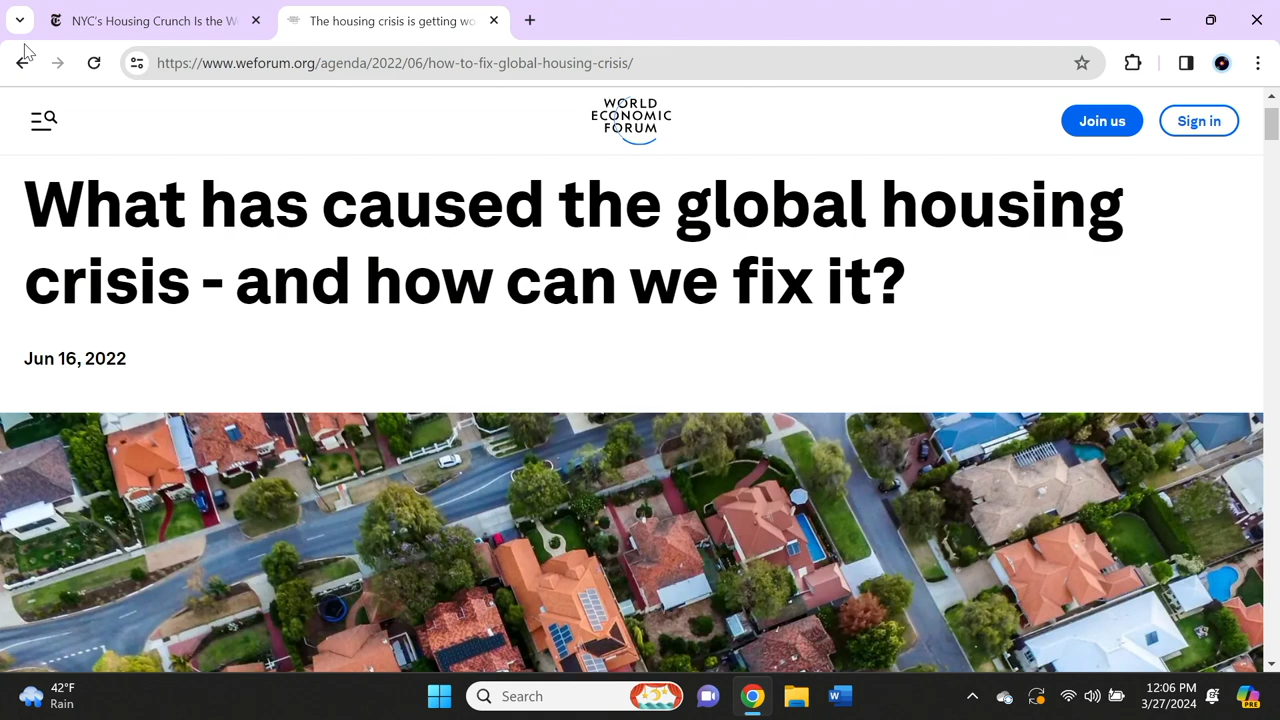 NYC's Housing Crunch Is the W
The housing crisis is getting wo
https://www.weforum.org/agenda/2022/06/how-to-fix-global-housing-crisis/
WORLD
ECONOMIC
FORUM
Join us
Sign in
What has caused the global housing
crisis - and how can we fix it?
Jun 16, 2022
42°F
Rain
Search
W
PRE
12:06 PM
3/27/2024